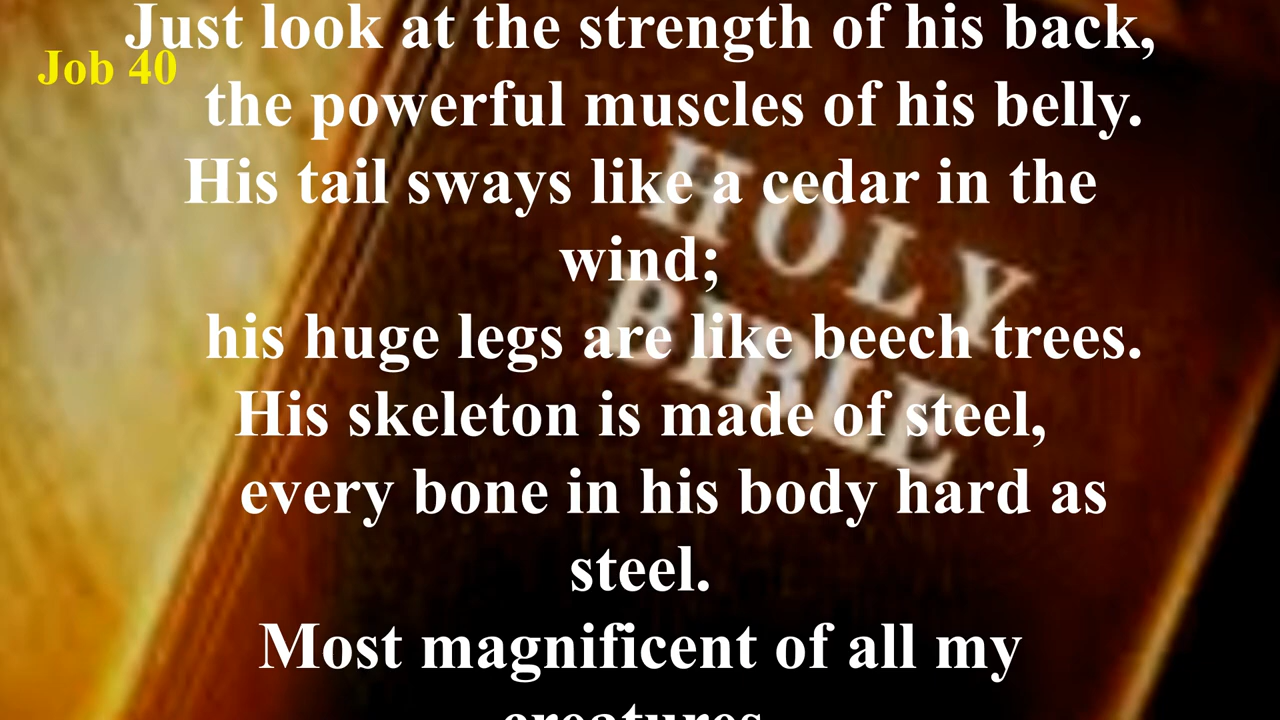 Just look at the strength of his back,
Job 40
the powerful muscles of his belly.
His tail sways like a cedar in the
wind;
his huge legs are like beech trees.
His skeleton is made of steel,
every bone in his body hard as
steel.
Most magnificent of all my
creatures,
HOLY
BIBLE